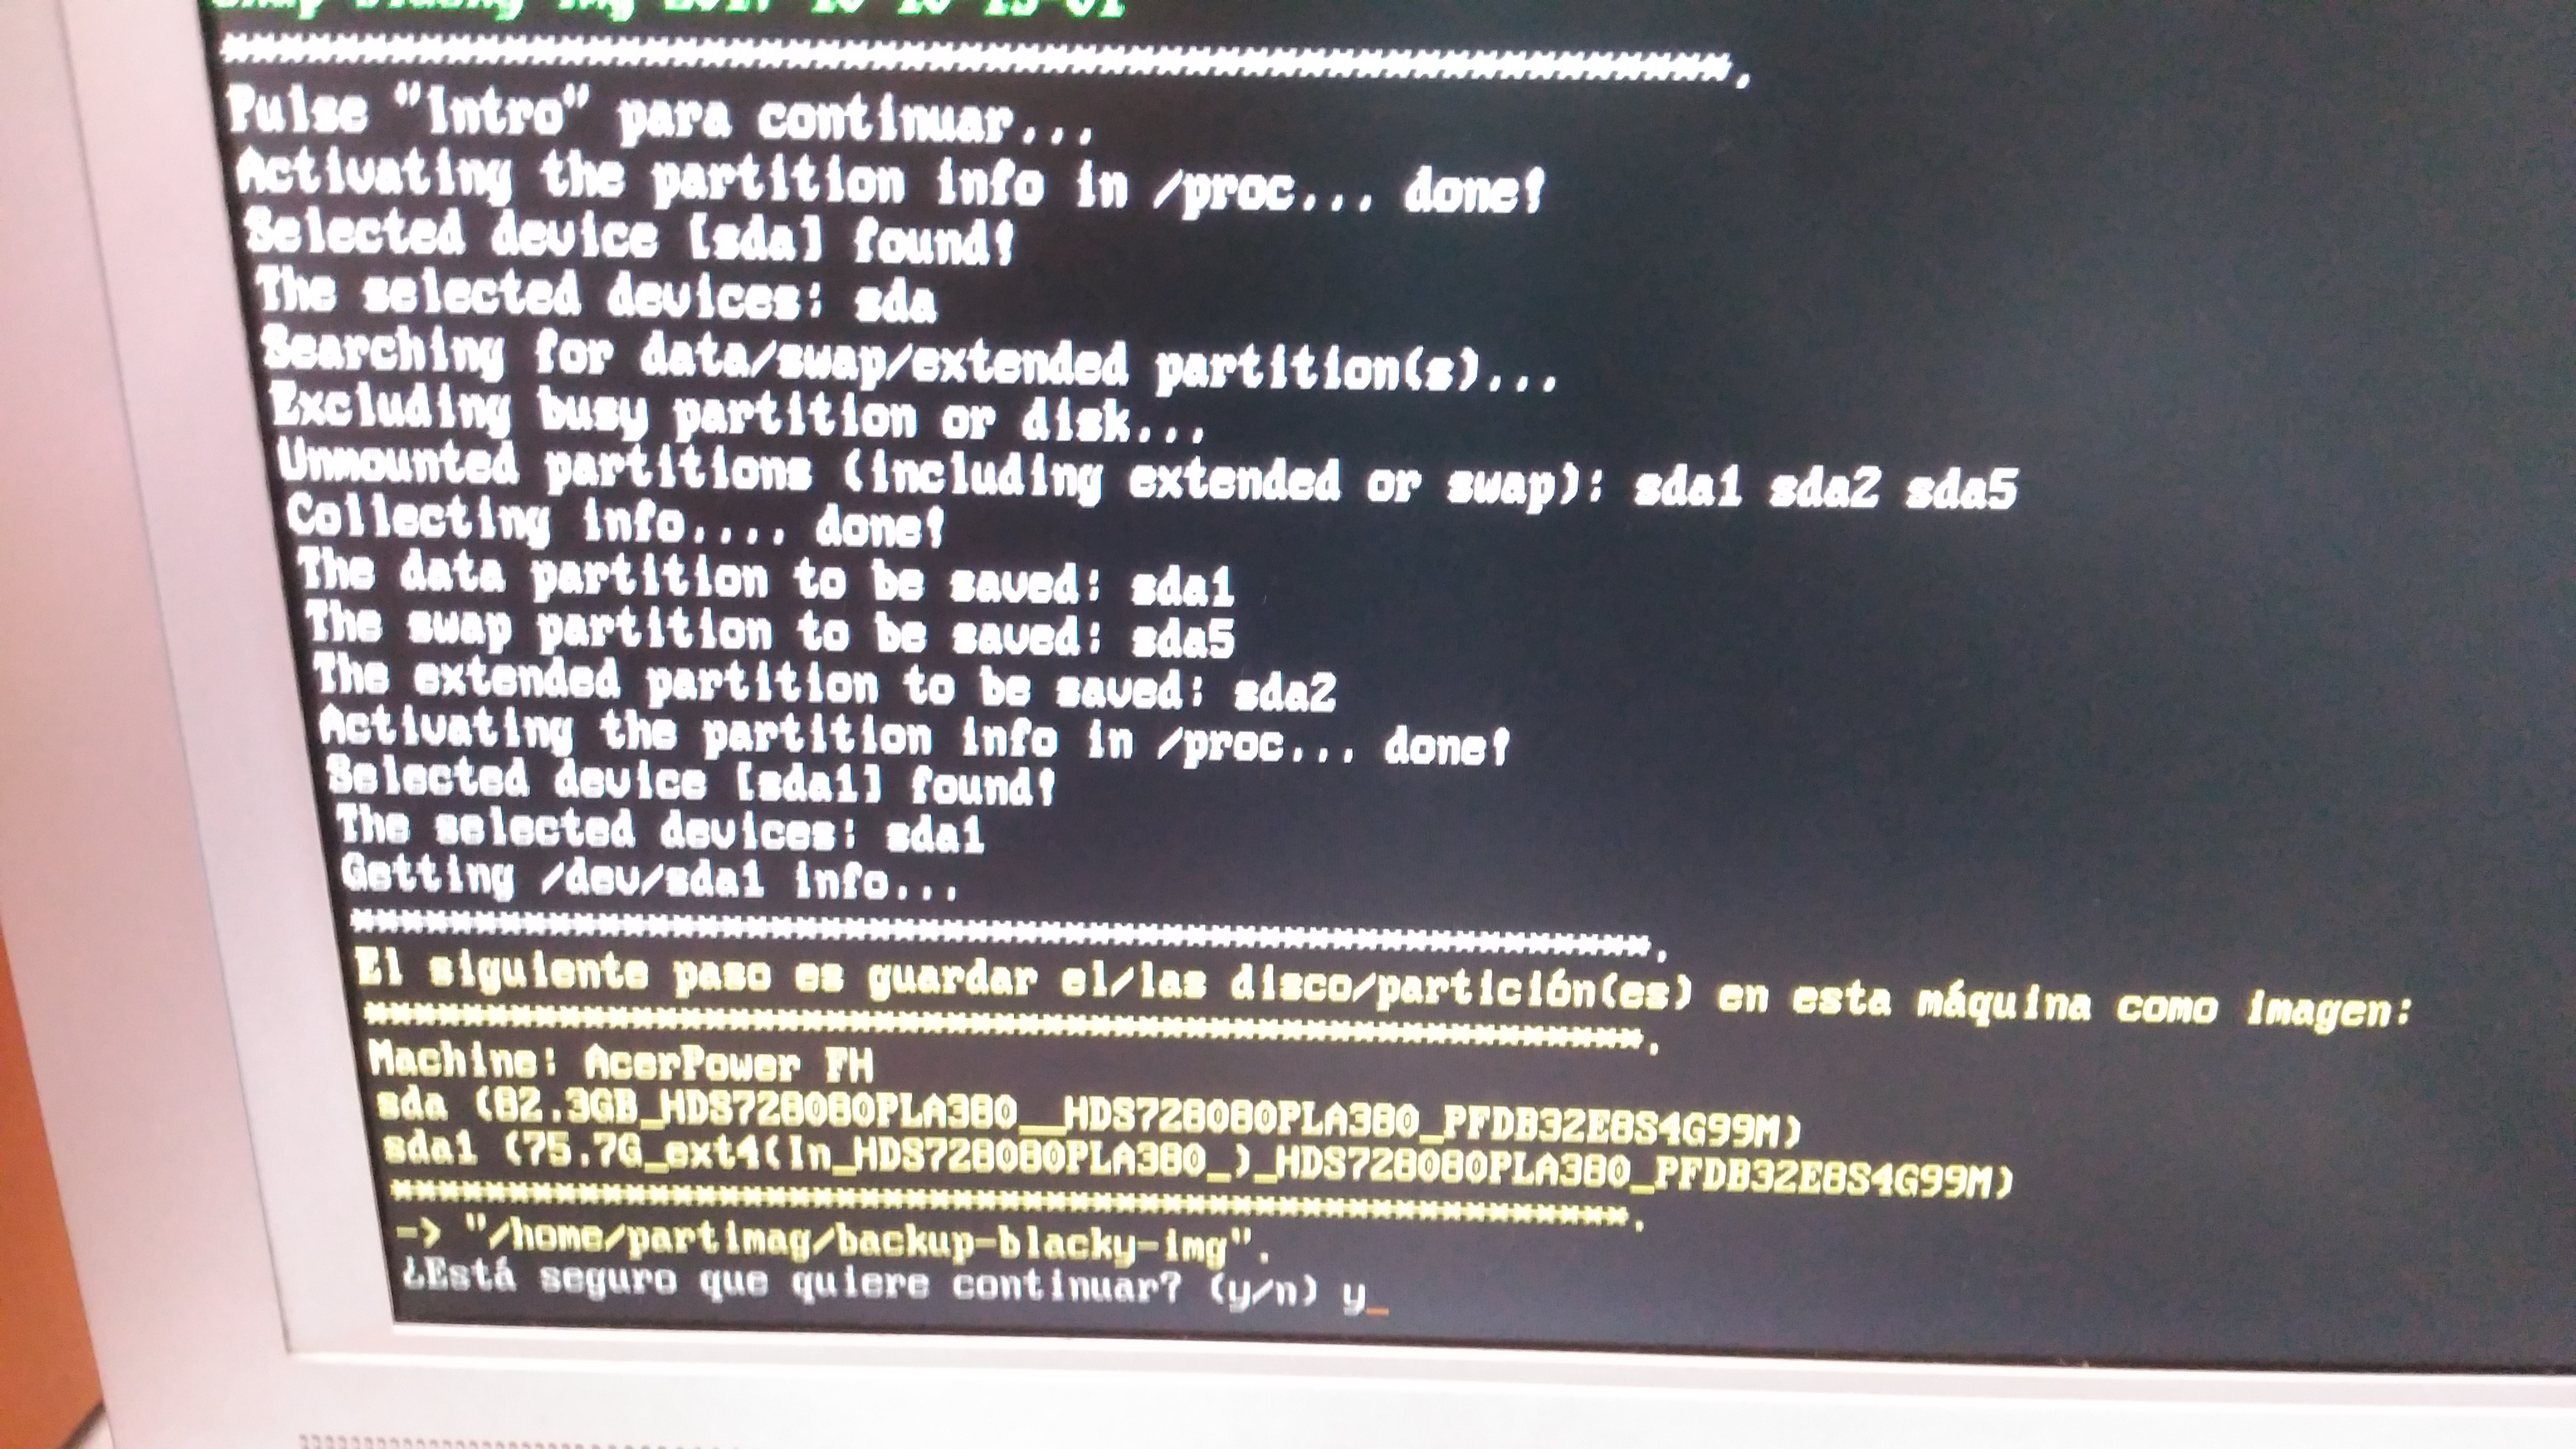 *****************************************************************************.
Pulse "Intro" para continuar...
Activating the partition info in /proc... done!
Selected device [sda] found!
The selected devices: sda
Searching for data/swap/extended partition(s)...
Excluding busy partition or disk...
Unmounted partitions (including extended or swap): sda1 sda2 sda5
Collecting info.... done!
The data partition to be saved: sda1
The swap partition to be saved: sda5
The extended partition to be saved: sda2
Activating the partition info in /proc... done!
Selected device [sda1] found!
The selected devices: sda1
Getting /dev/sda1 info...
*****************************************************************************.
El siguiente paso es guardar el/las disco/partición(es) en esta máquina como imagen:
*****************************************************************************.
Machine: AcerPower FH
sda (82.3GB_HDS728080PLA380__HDS728080PLA380_PFDB32E8S4G99M)
sda1 (75.7G_ext4(In_HDS728080PLA380_)_HDS728080PLA380_PFDB32E8S4G99M)
*****************************************************************************.
-> "/home/partimag/backup-blacky-img".
¿Está seguro que quiere continuar? (y/n) y_